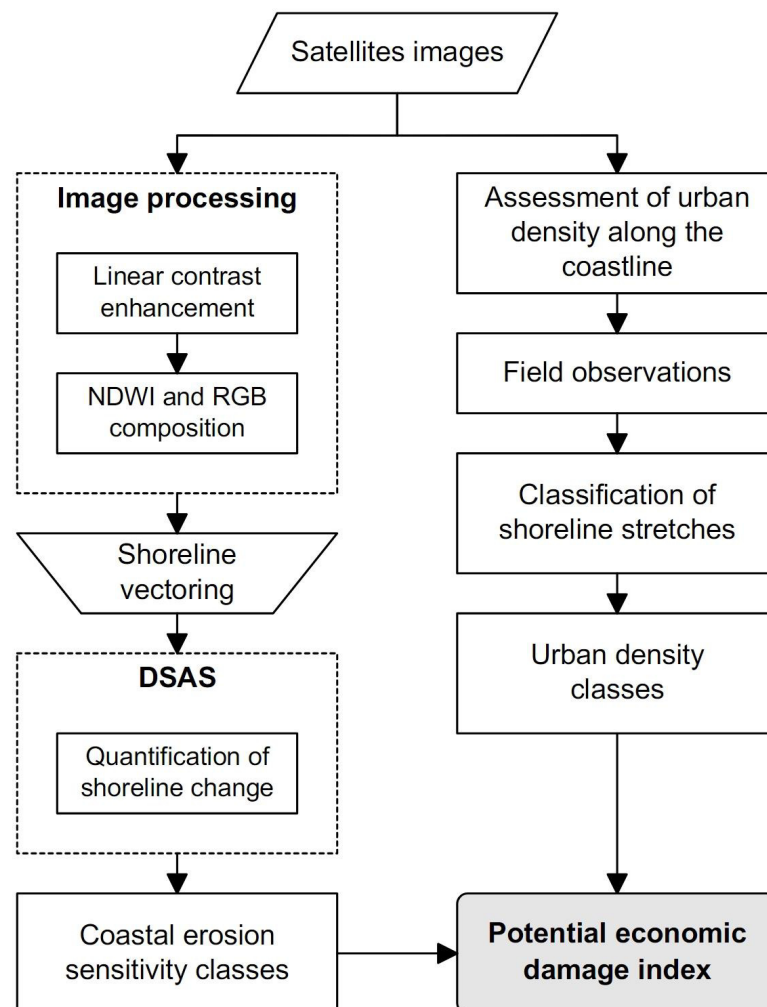 Satellites images
Image processing
Linear contrast
enhancement
NDWI and RGB
composition
Shoreline
vectoring
DSAS
Quantification of
shoreline change
Coastal erosion
sensitivity classes
Assessment of urban
density along the
coastline
Field observations
Classification of
shoreline stretches
Urban density
classes
Potential economic
damage index